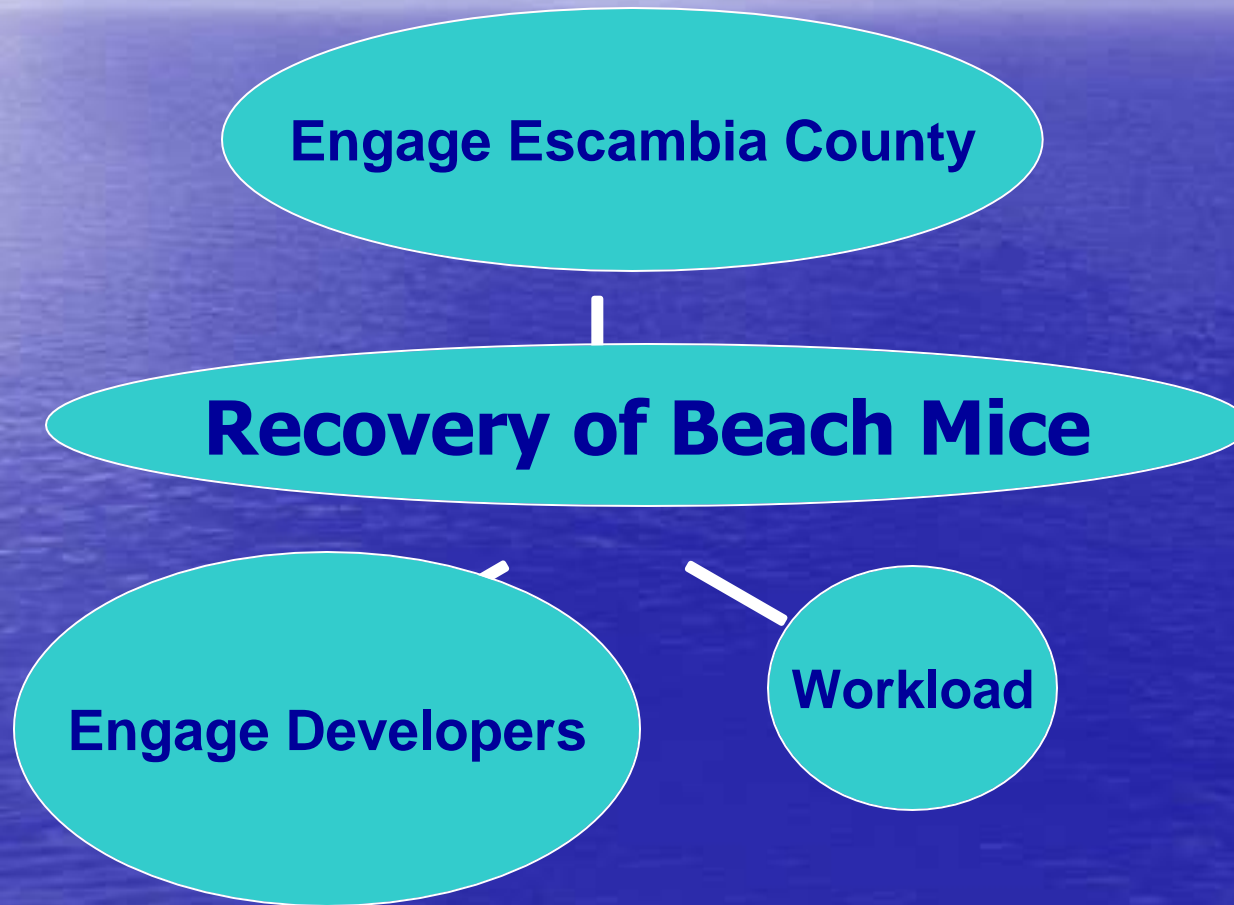 Engage Escambia County
Recovery of Beach Mice
Engage Developers
Workload